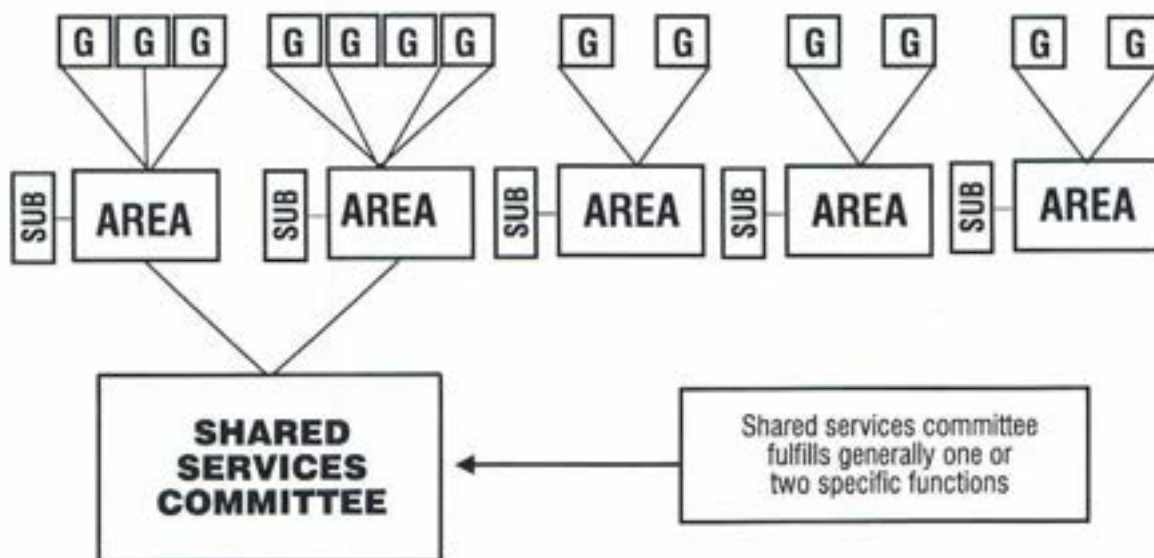 G G G G G G G G G G G G G
SUB AREA SUB AREA SUB AREA SUB AREA SUB AREA
SHARED
SERVICES
COMMITTEE
Shared services committee
fulfills generally one or
two specific functions